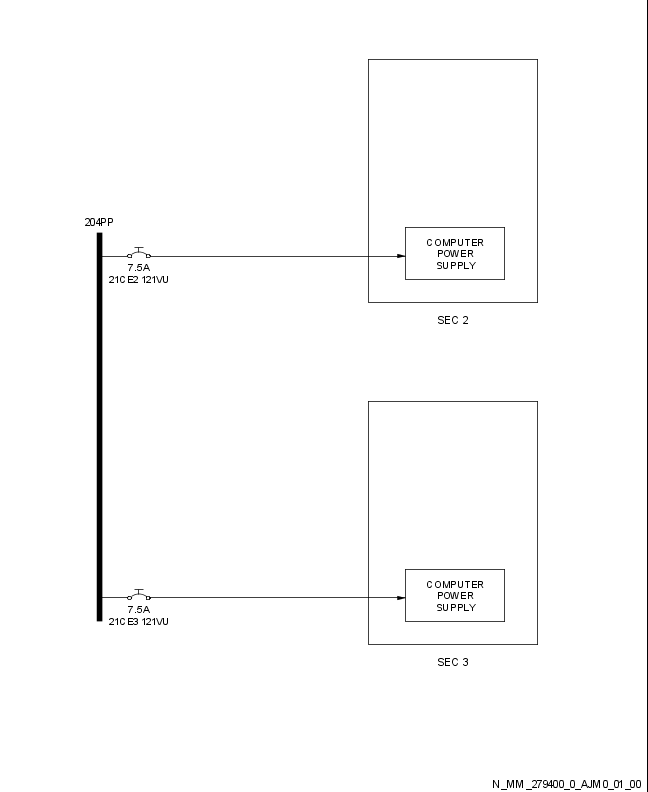 204PP
COMPUTER
POWER
SUPPLY
7.5A
21CE2 121VU
SEC 2
COMPUTER
POWER
SUPPLY
7.5A
21CE3 121VU
SEC 3
N_MM_279400_0_AJM0_01_00